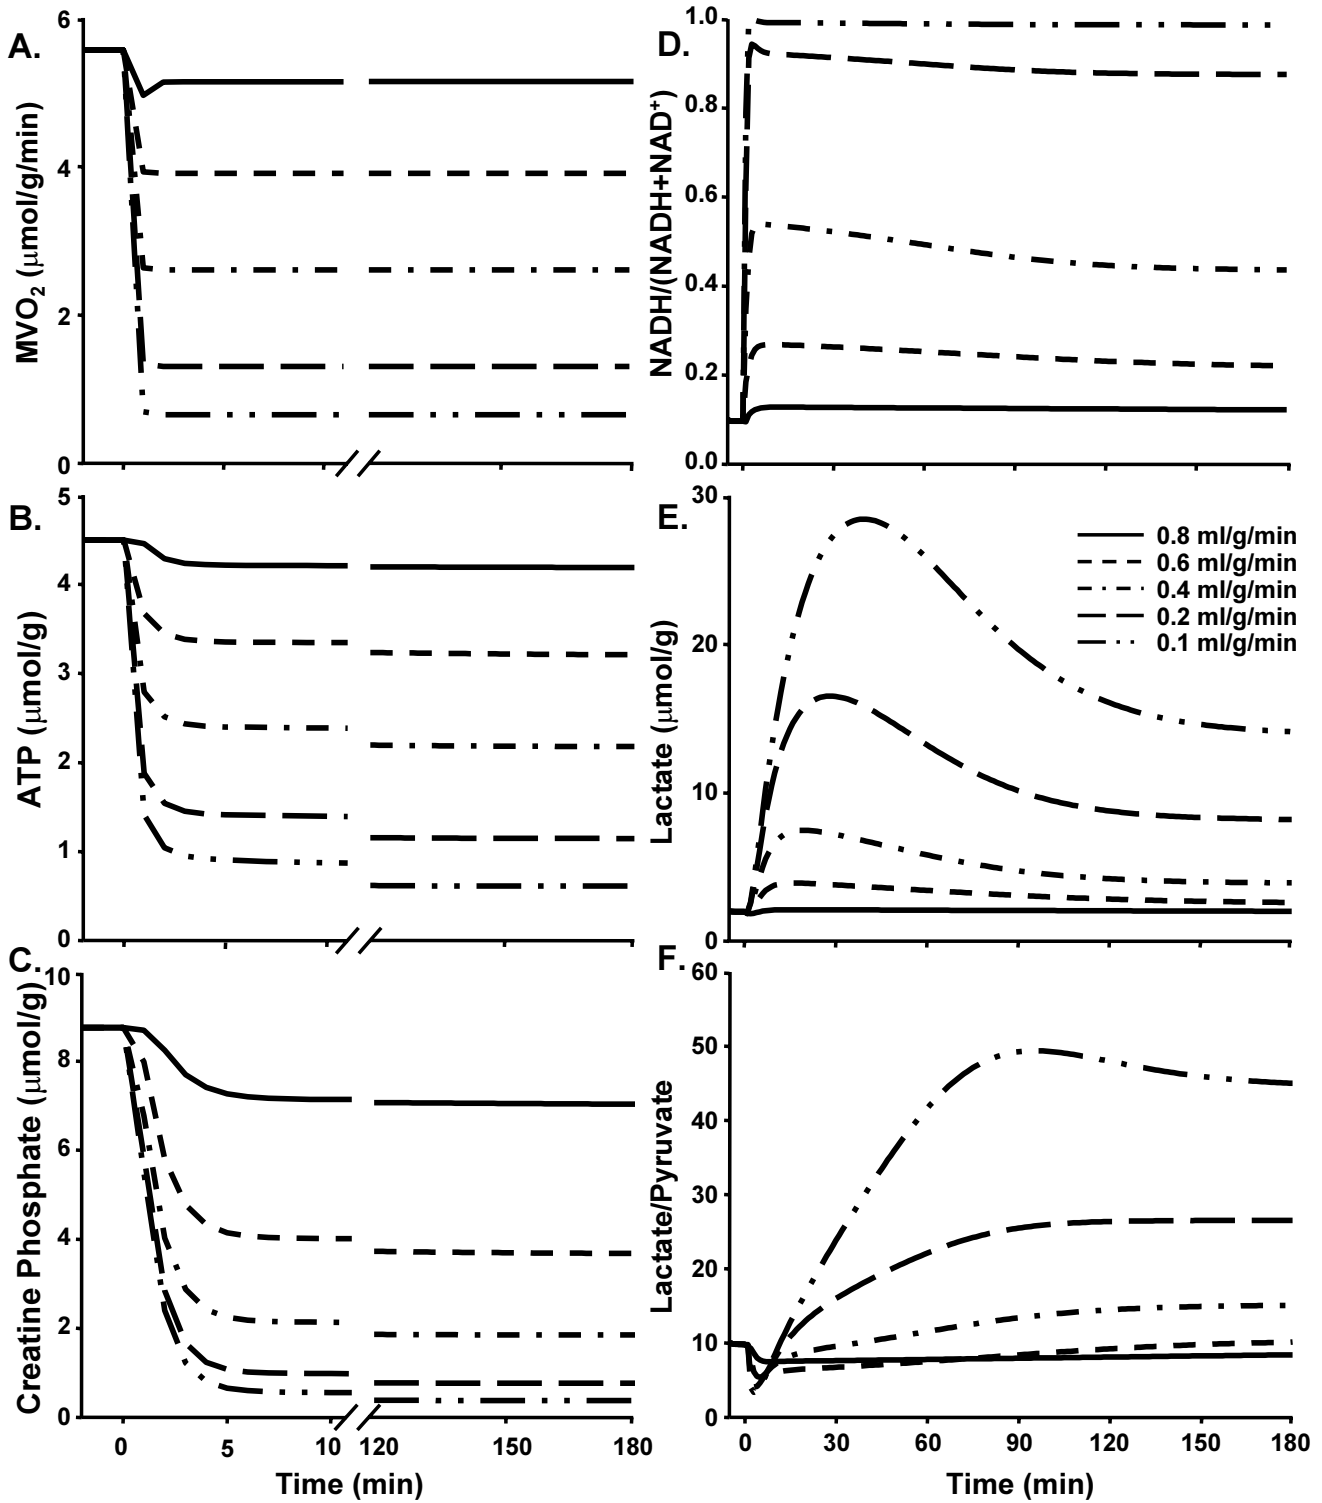 A.
MVO₂ (μmol/g/min)
6
4
2
0
B.
ATP (μmol/g)
5
4
3
2
1
0
C.
Creatine Phosphate (μmol/g)
10
8
6
4
2
0
0 5 10 120 150 180
Time (min)
D.
NADH/(NADH+NAD⁺)
1.0
0.8
0.6
0.4
0.2
0.0
E.
Lactate (μmol/g)
30
20
10
0
0.8 ml/g/min
0.6 ml/g/min
0.4 ml/g/min
0.2 ml/g/min
0.1 ml/g/min
F.
Lactate/Pyruvate
60
50
40
30
20
10
0
0 30 60 90 120 150 180
Time (min)